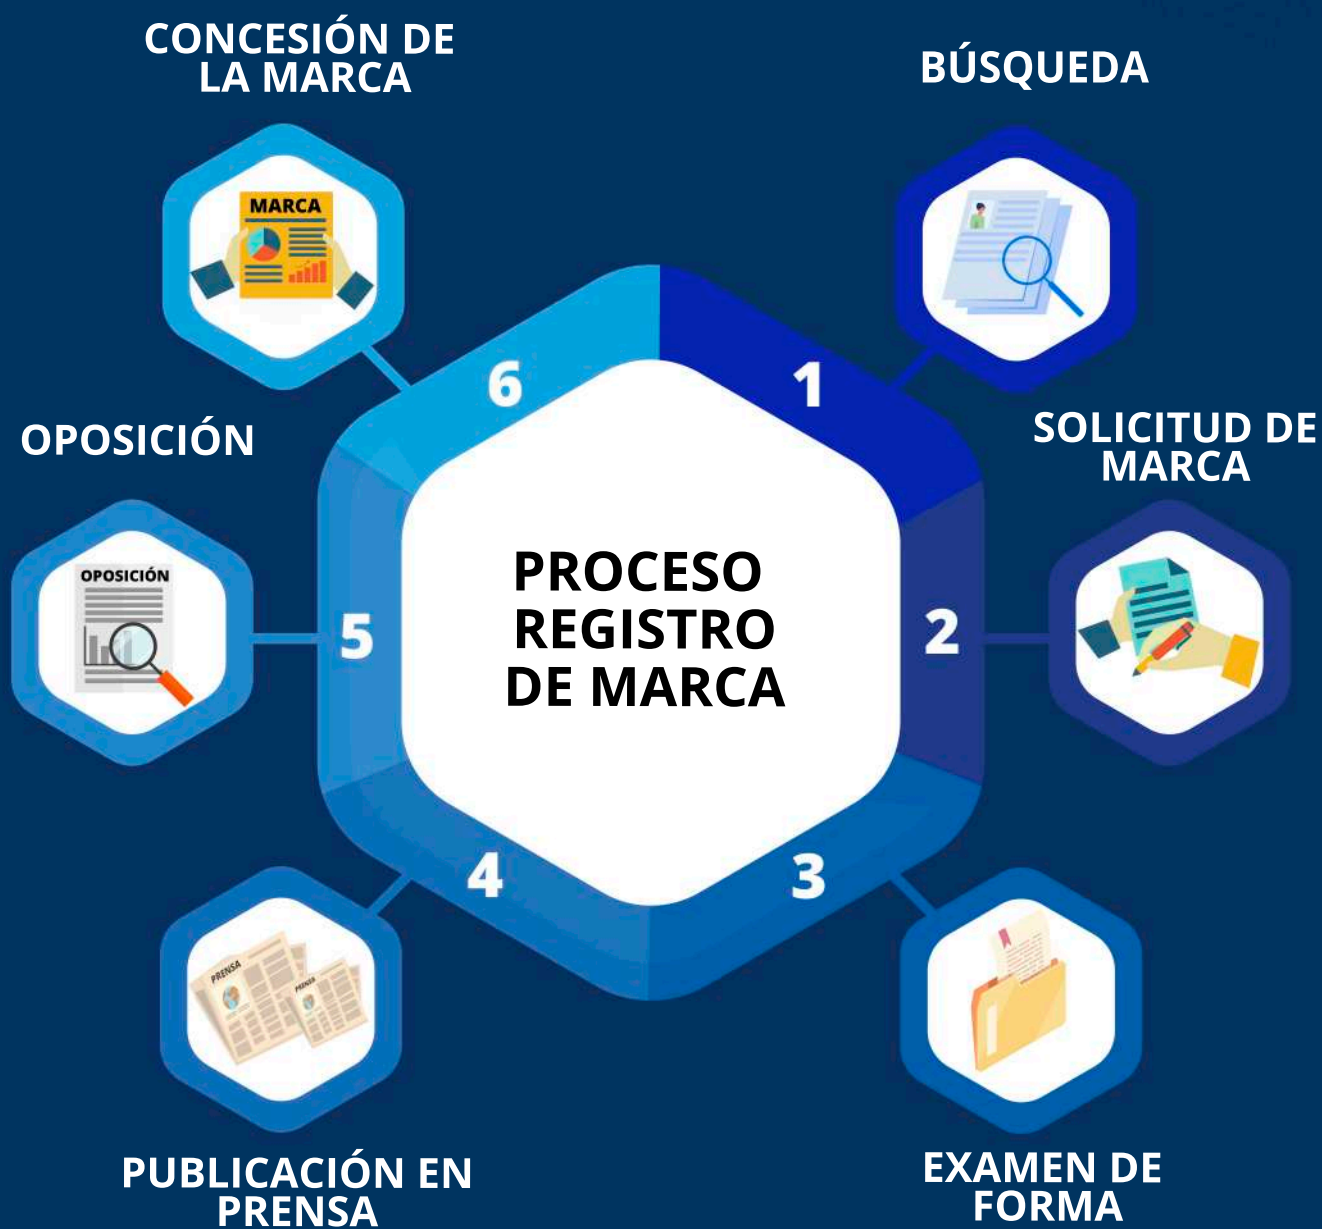 CONCESIÓN DE
LA MARCA
BÚSQUEDA
MARCA
6
1
OPOSICIÓN
SOLICITUD DE
MARCA
OPOSICIÓN
PROCESO
REGISTRO
DE MARCA
5
2
4
3
PRENSA
PRENSA
PUBLICACIÓN EN
PRENSA
EXAMEN DE
FORMA